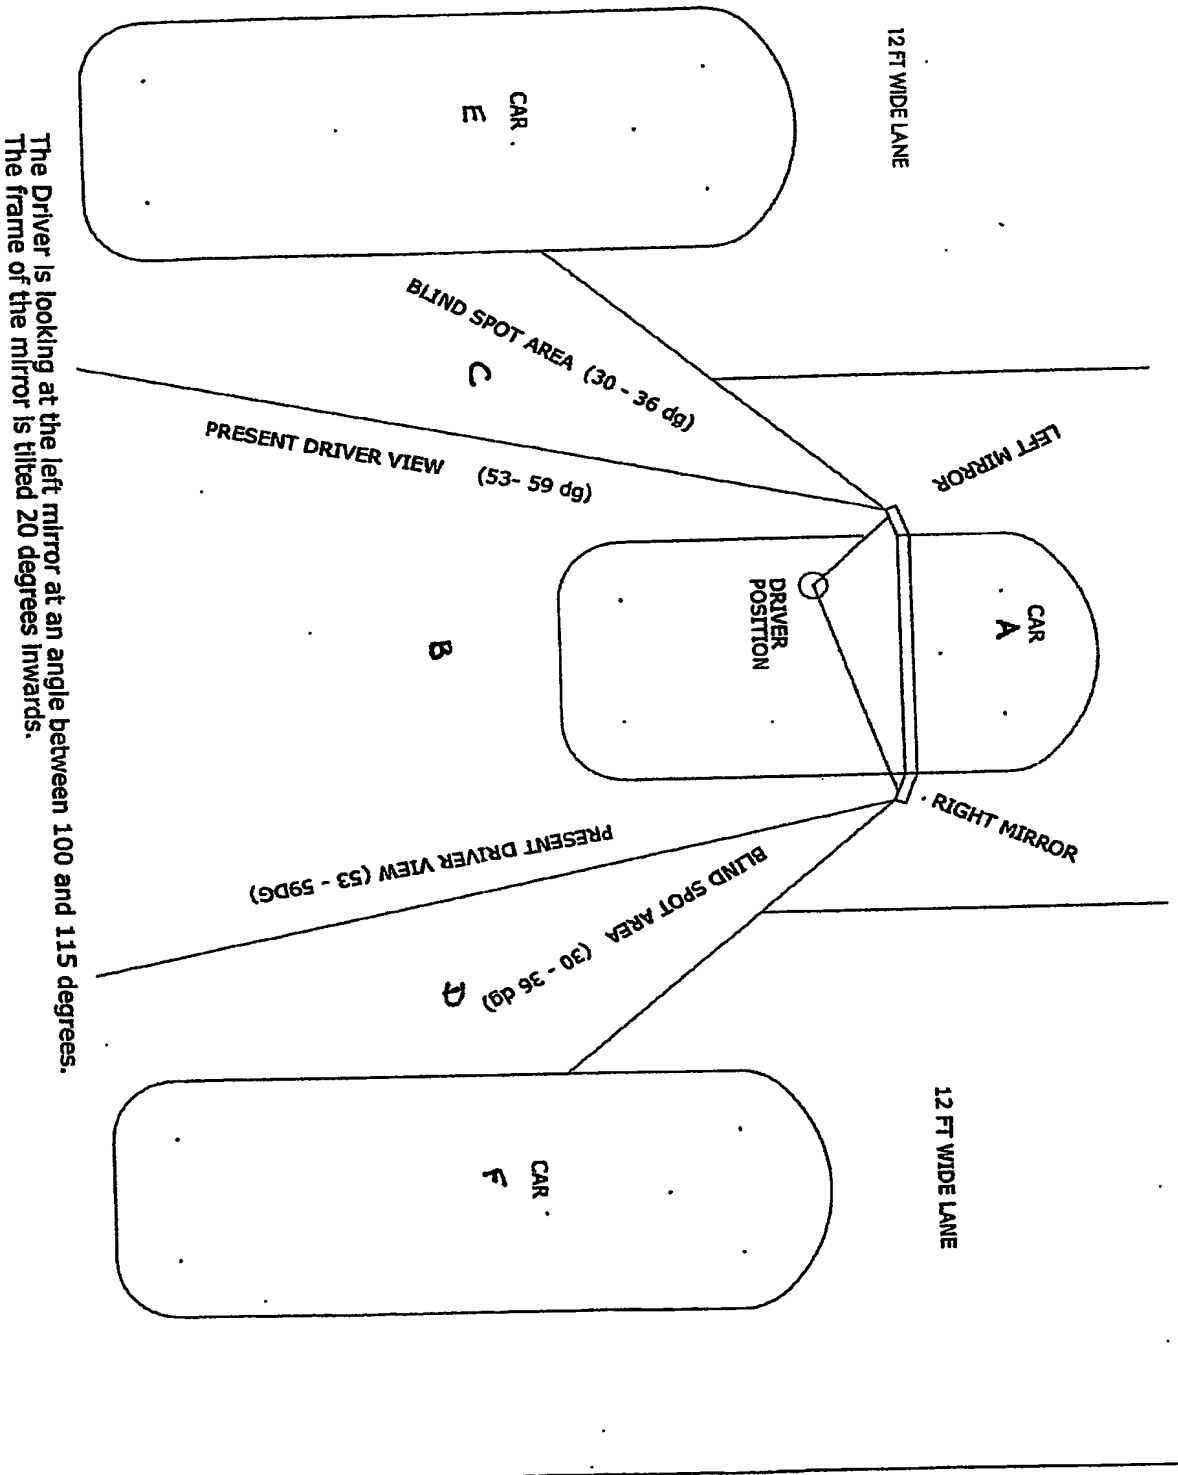 12 FT WIDE LANE
CAR
E
BLIND SPOT AREA (30 - 36 dg)
C
PRESENT DRIVER VIEW (53- 59 dg)
LEFT MIRROR
CAR
A
DRIVER
POSITION
B
RIGHT MIRROR
PRESENT DRIVER VIEW (53 - 59DG)
BLIND SPOT AREA (30 - 36 dg)
D
12 FT WIDE LANE
CAR
F
The Driver is looking at the left mirror at an angle between 100 and 115 degrees.
The frame of the mirror is tilted 20 degrees inwards.